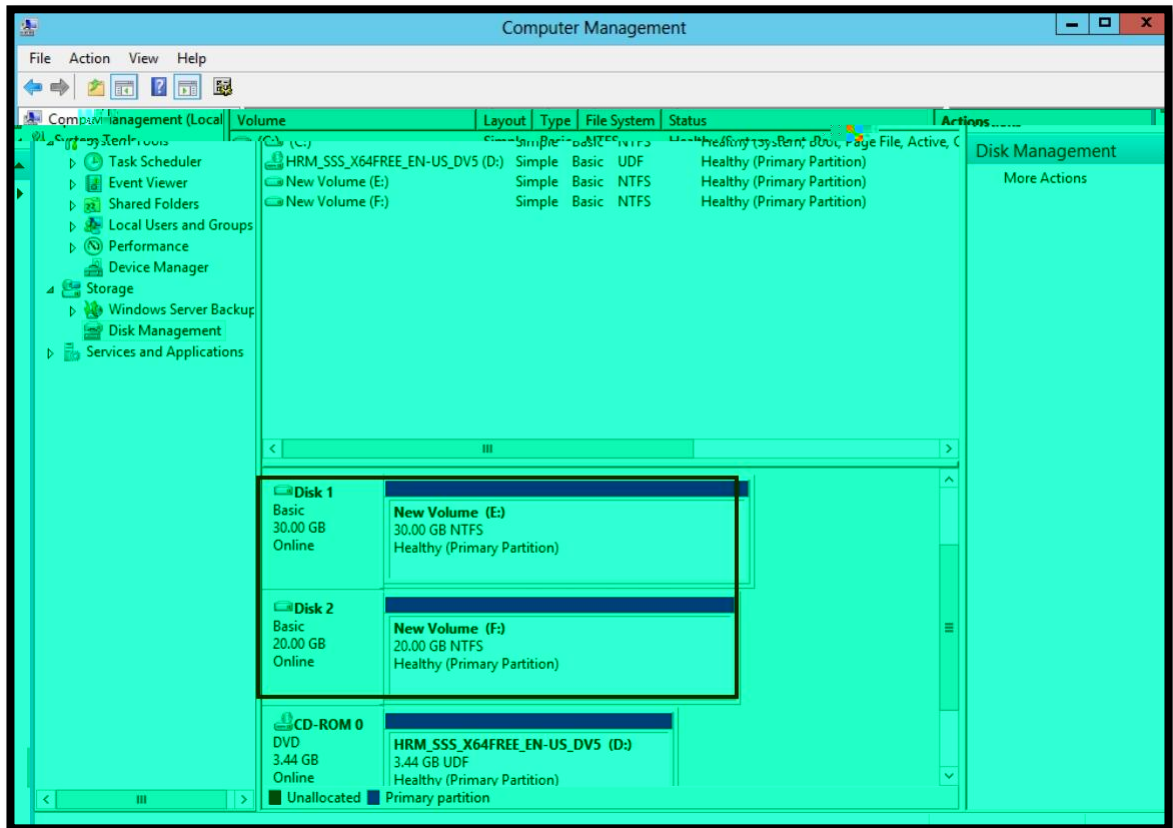 Computer Management
File Action View Help
Management (Local
Volume Layout Type File System Status
Actions
(C:)
Page File, Active, C
Task Scheduler
HRM_SSS_X64FREE_EN-US_DV5 (D:) Simple Basic UDF Healthy (Primary Partition)
Disk Management
Event Viewer
New Volume (E:) Simple Basic NTFS Healthy (Primary Partition)
More Actions
Shared Folders
New Volume (F:) Simple Basic NTFS Healthy (Primary Partition)
Local Users and Groups
Performance
Device Manager
Storage
Windows Server Backup
Disk Management
Services and Applications
Disk 1
Basic
30.00 GB
Online
New Volume (E:)
30.00 GB NTFS
Healthy (Primary Partition)
Disk 2
Basic
20.00 GB
Online
New Volume (F:)
20.00 GB NTFS
Healthy (Primary Partition)
CD-ROM 0
DVD
3.44 GB
Online
HRM_SSS_X64FREE_EN-US_DV5 (D:)
3.44 GB UDF
Healthy (Primary Partition)
Unallocated Primary partition